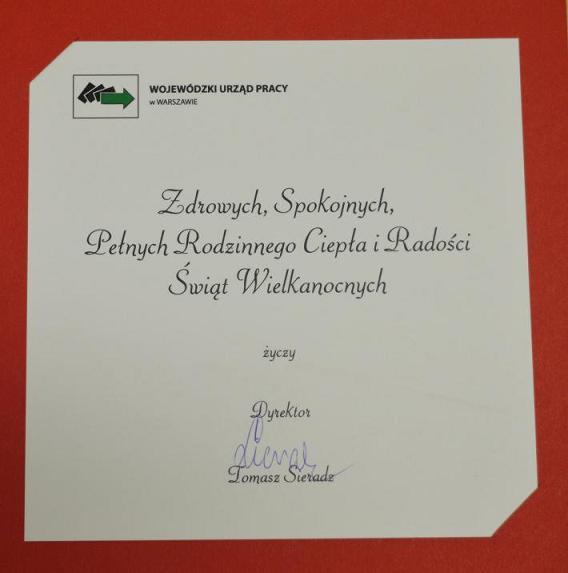 WOJEWÓDZKI URZĄD PRACY
w WARSZAWIE
Zdrowych, Spokojnych,
Pełnych Rodzinnego Ciepła i Radości
Świąt Wielkanocnych
życzy
Dyrektor
Tomasz Sieradz